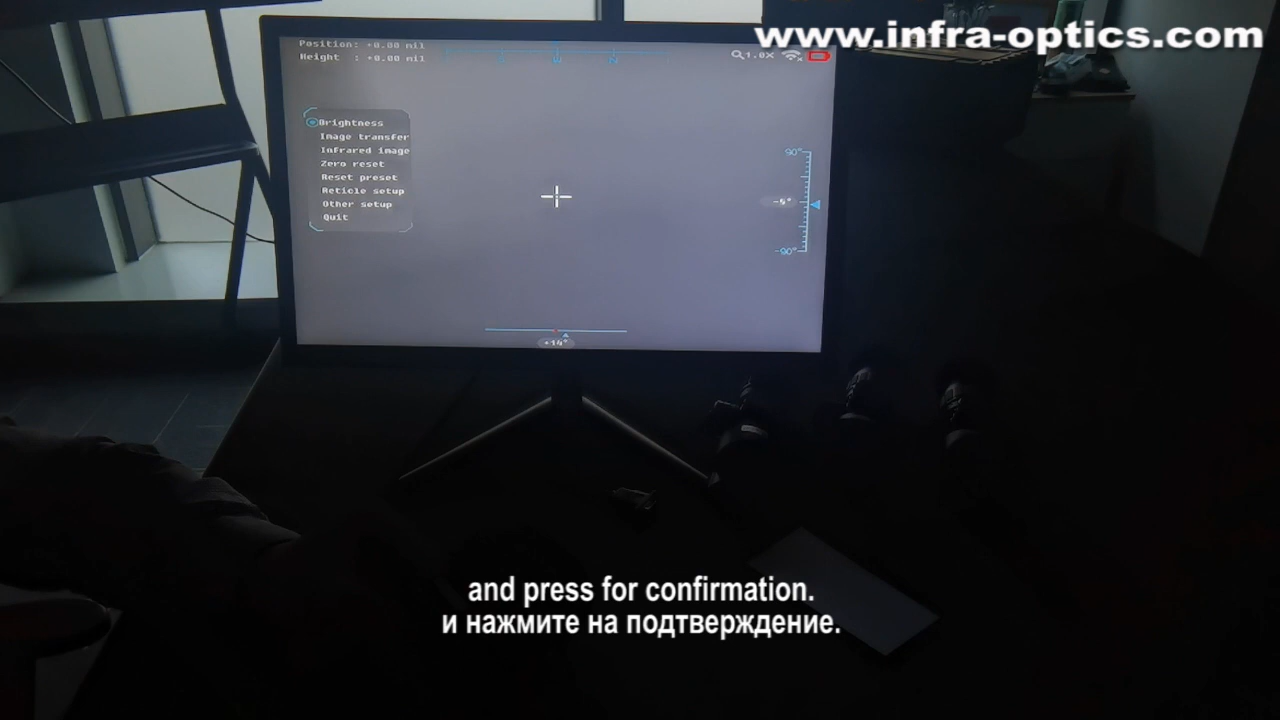 www.infra-optics.com
Position: +0.00 mil
Height : +0.00 mil
W
N
1.0X
Brightness
Image transfer
Infrared image
Zero reset
Reset preset
Reticle setup
Other setup
Quit
90°
-90°
+14°
and press for confirmation.
и нажмите на подтверждение.